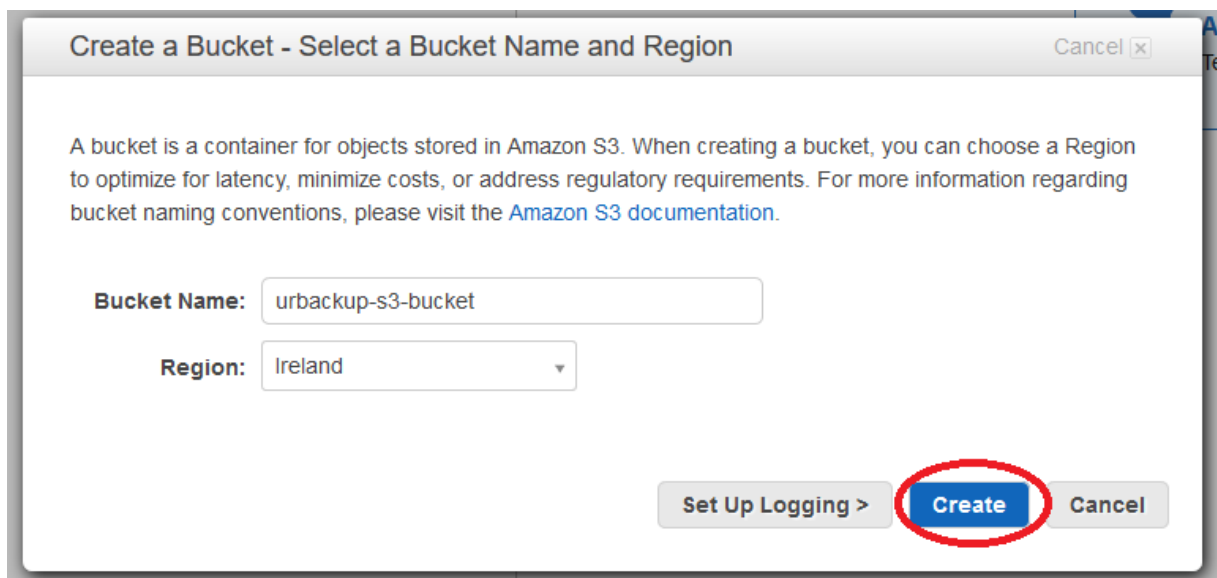 Create a Bucket - Select a Bucket Name and Region
Cancel
A bucket is a container for objects stored in Amazon S3. When creating a bucket, you can choose a Region
to optimize for latency, minimize costs, or address regulatory requirements. For more information regarding
bucket naming conventions, please visit the Amazon S3 documentation.
Bucket Name: urbackup-s3-bucket
Region: Ireland
Set Up Logging > Create Cancel